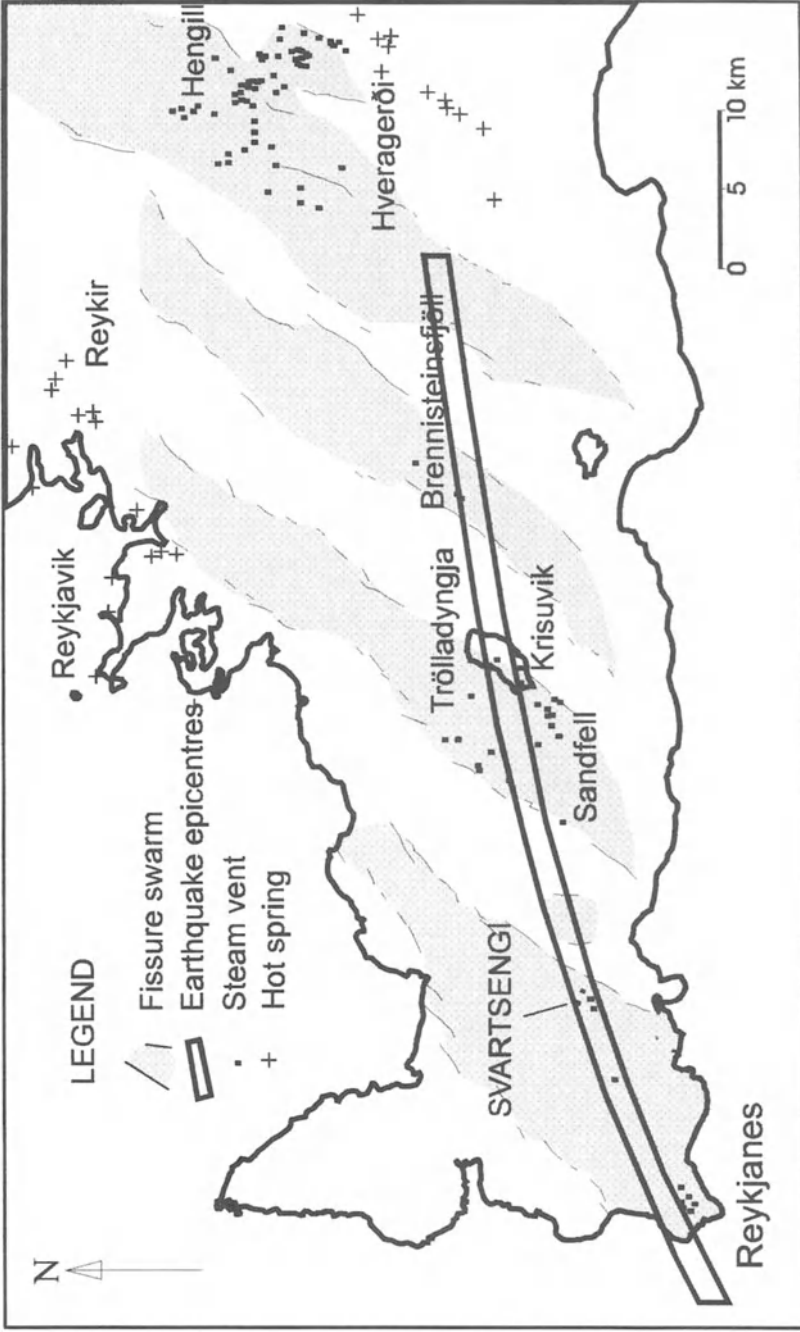 N
LEGEND
Fissure swarm
Earthquake epicentres
Steam vent
Hot spring
Reykjavik
Reykir
Hengill
Hveragerði
Brennisteinsfjöll
Trölladyngja
Krisuvik
Sandfell
SVARTSENGI
Reykjanes
0 5 10 km